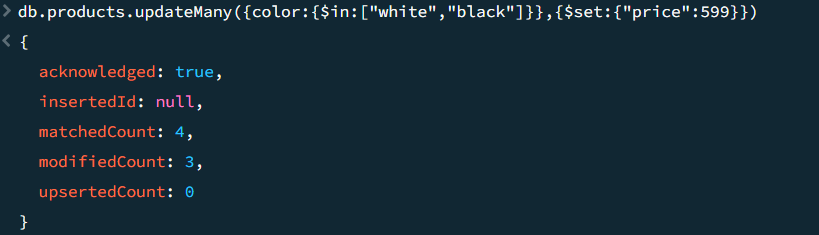 > db.products.updateMany({color:{$in:["white","black"]}},{$set:{"price":599}})
< {
acknowledged: true,
insertedId: null,
matchedCount: 4,
modifiedCount: 3,
upsertedCount: 0
}